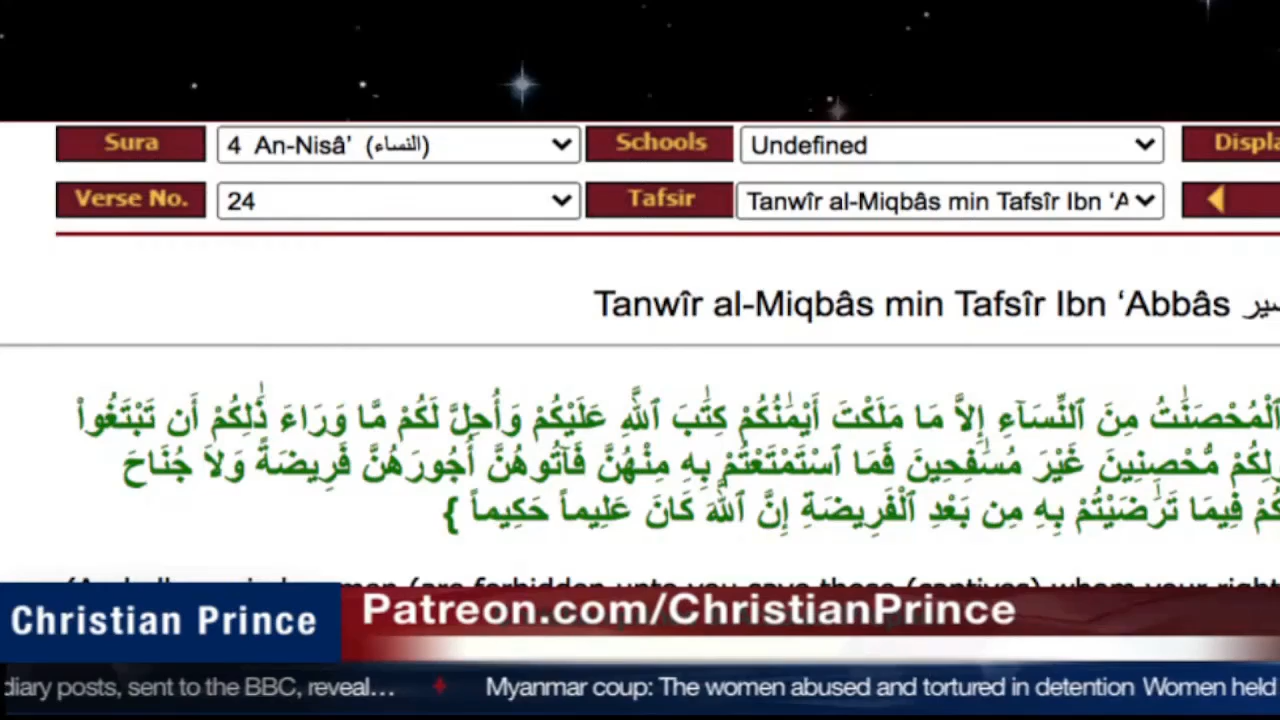 Sura 4 An-Nisâ’ (النساء) Schools Undefined Displa
Verse No. 24 Tafsir Tanwîr al-Miqbâs min Tafsîr Ibn ‘A
Tanwîr al-Miqbâs min Tafsîr Ibn ‘Abbâs
ٱلْمُحْصَنَٰتُ مِنَ ٱلنِّسَآءِ إِلاَّ مَا مَلَكْتَ أَيْمَٰنُكُمْ كِتَٰبَ ٱللَّهِ عَلَيْكُمْ وَأُحِلَّ لَكُمْ مَّا وَرَاءَ ذَٰلِكُمْ أَن تَبْتَغُواْ
مُّحْصِنِينَ غَيْرَ مُسَٰفِحِينَ فَمَا ٱسْتَمْتَعْتُمْ بِهِ مِنْهُنَّ فَآتُوهُنَّ أُجُورَهُنَّ فَرِيضَةً وَلاَ جُنَاحَ
فِيمَا تَرَٰضَيْتُمْ بِهِ مِن بَعْدِ ٱلْفَرِيضَةِ إِنَّ ٱللَّهَ كَانَ عَلِيماً حَكِيماً }
Christian Prince
Patreon.com/ChristianPrince
diary posts, sent to the BBC, reveal... Myanmar coup: The women abused and tortured in detention Women held